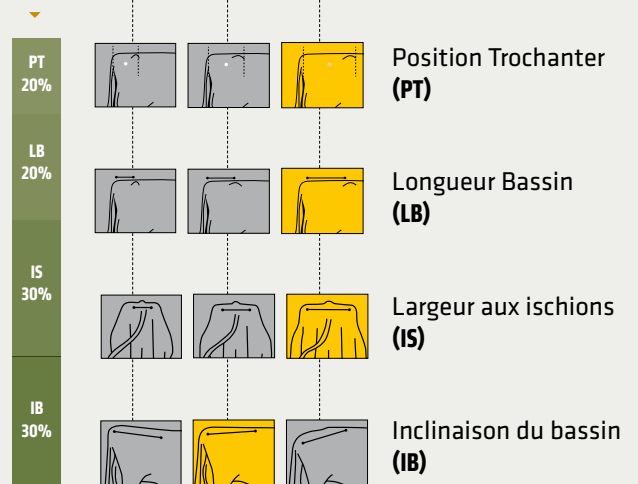 PT
20%
Position Trochanter
(PT)
LB
20%
Longueur Bassin
(LB)
IS
30%
Largeur aux ischions
(IS)
IB
30%
Inclinaison du bassin
(IB)